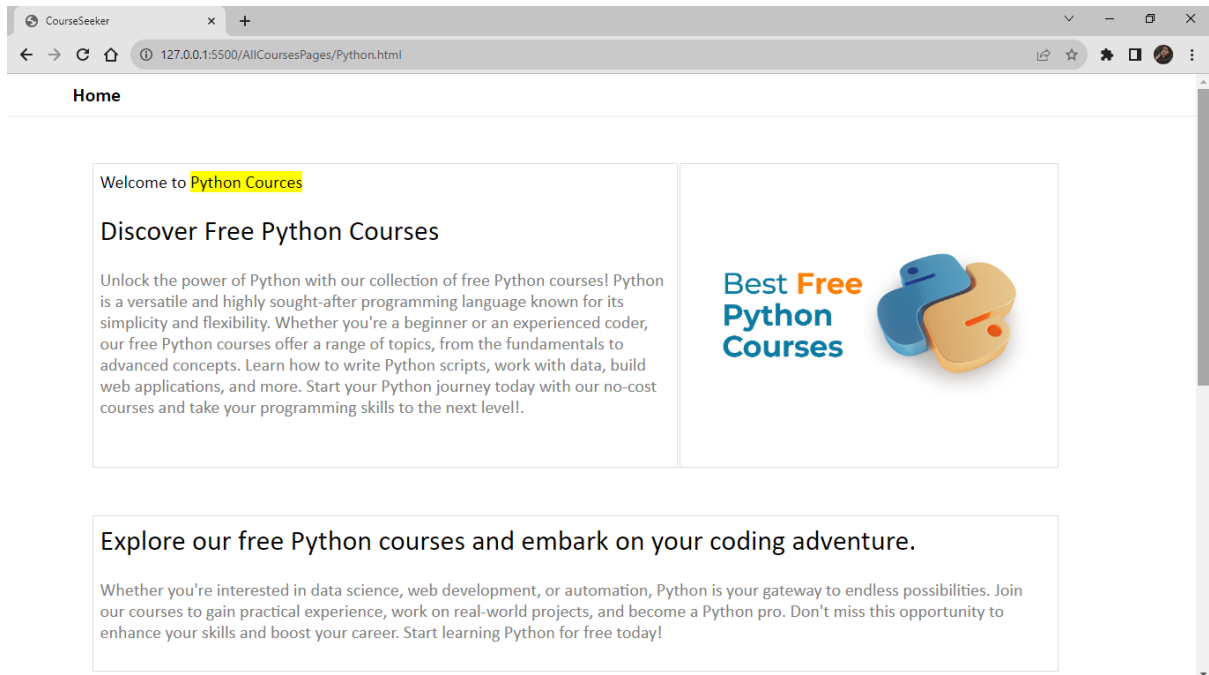 CourseSeeker
127.0.0.1:5500/AllCoursesPages/Python.html
Home
Welcome to Python Cources
Discover Free Python Courses
Unlock the power of Python with our collection of free Python courses! Python
is a versatile and highly sought-after programming language known for its
simplicity and flexibility. Whether you're a beginner or an experienced coder,
our free Python courses offer a range of topics, from the fundamentals to
advanced concepts. Learn how to write Python scripts, work with data, build
web applications, and more. Start your Python journey today with our no-cost
courses and take your programming skills to the next level!.
Best Free
Python
Courses
Explore our free Python courses and embark on your coding adventure.
Whether you're interested in data science, web development, or automation, Python is your gateway to endless possibilities. Join
our courses to gain practical experience, work on real-world projects, and become a Python pro. Don't miss this opportunity to
enhance your skills and boost your career. Start learning Python for free today!